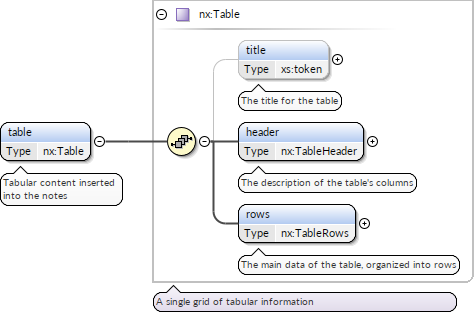 nx:Table
title
Type xs:token
The title for the table
table
Type nx:Table
Tabular content inserted
into the notes
header
Type nx:TableHeader
The description of the table's columns
rows
Type nx:TableRows
The main data of the table, organized into rows
A single grid of tabular information